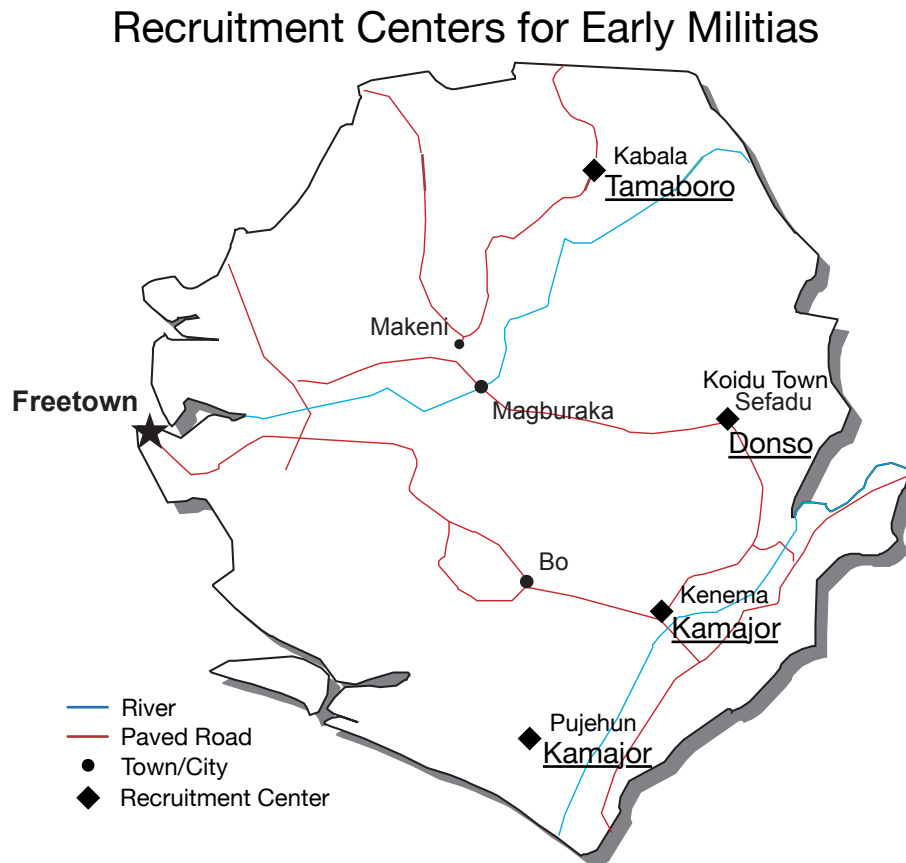 Recruitment Centers for Early Militias
Kabala
Tamaboro
Makeni
Magburaka
Koidu Town
Sefadu
Donso
Freetown
Bo
Kenema
Kamajor
Pujehun
Kamajor
River
Paved Road
Town/City
Recruitment Center